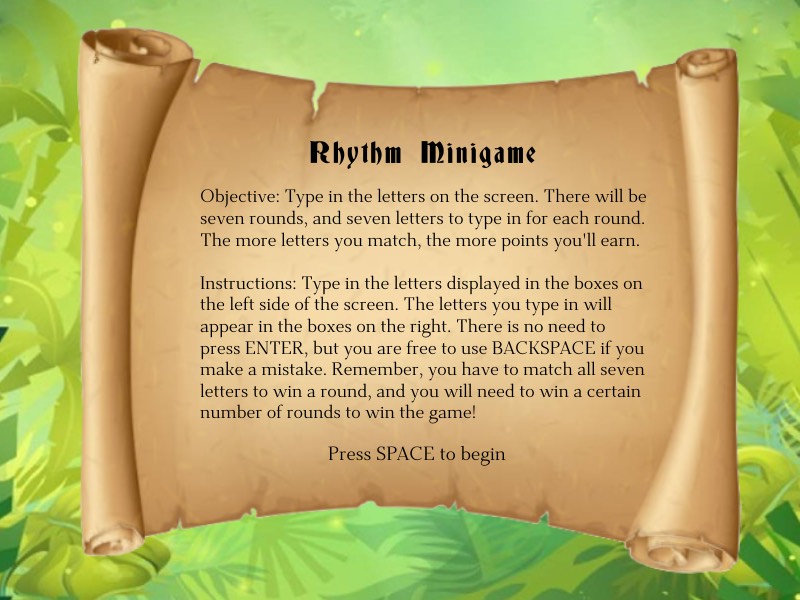 Rhythm Minigame
Objective: Type in the letters on the screen. There will be
seven rounds, and seven letters to type in for each round.
The more letters you match, the more points you'll earn.
Instructions: Type in the letters displayed in the boxes on
the left side of the screen. The letters you type in will
appear in the boxes on the right. There is no need to
press ENTER, but you are free to use BACKSPACE if you
make a mistake. Remember, you have to match all seven
letters to win a round, and you will need to win a certain
number of rounds to win the game!
Press SPACE to begin